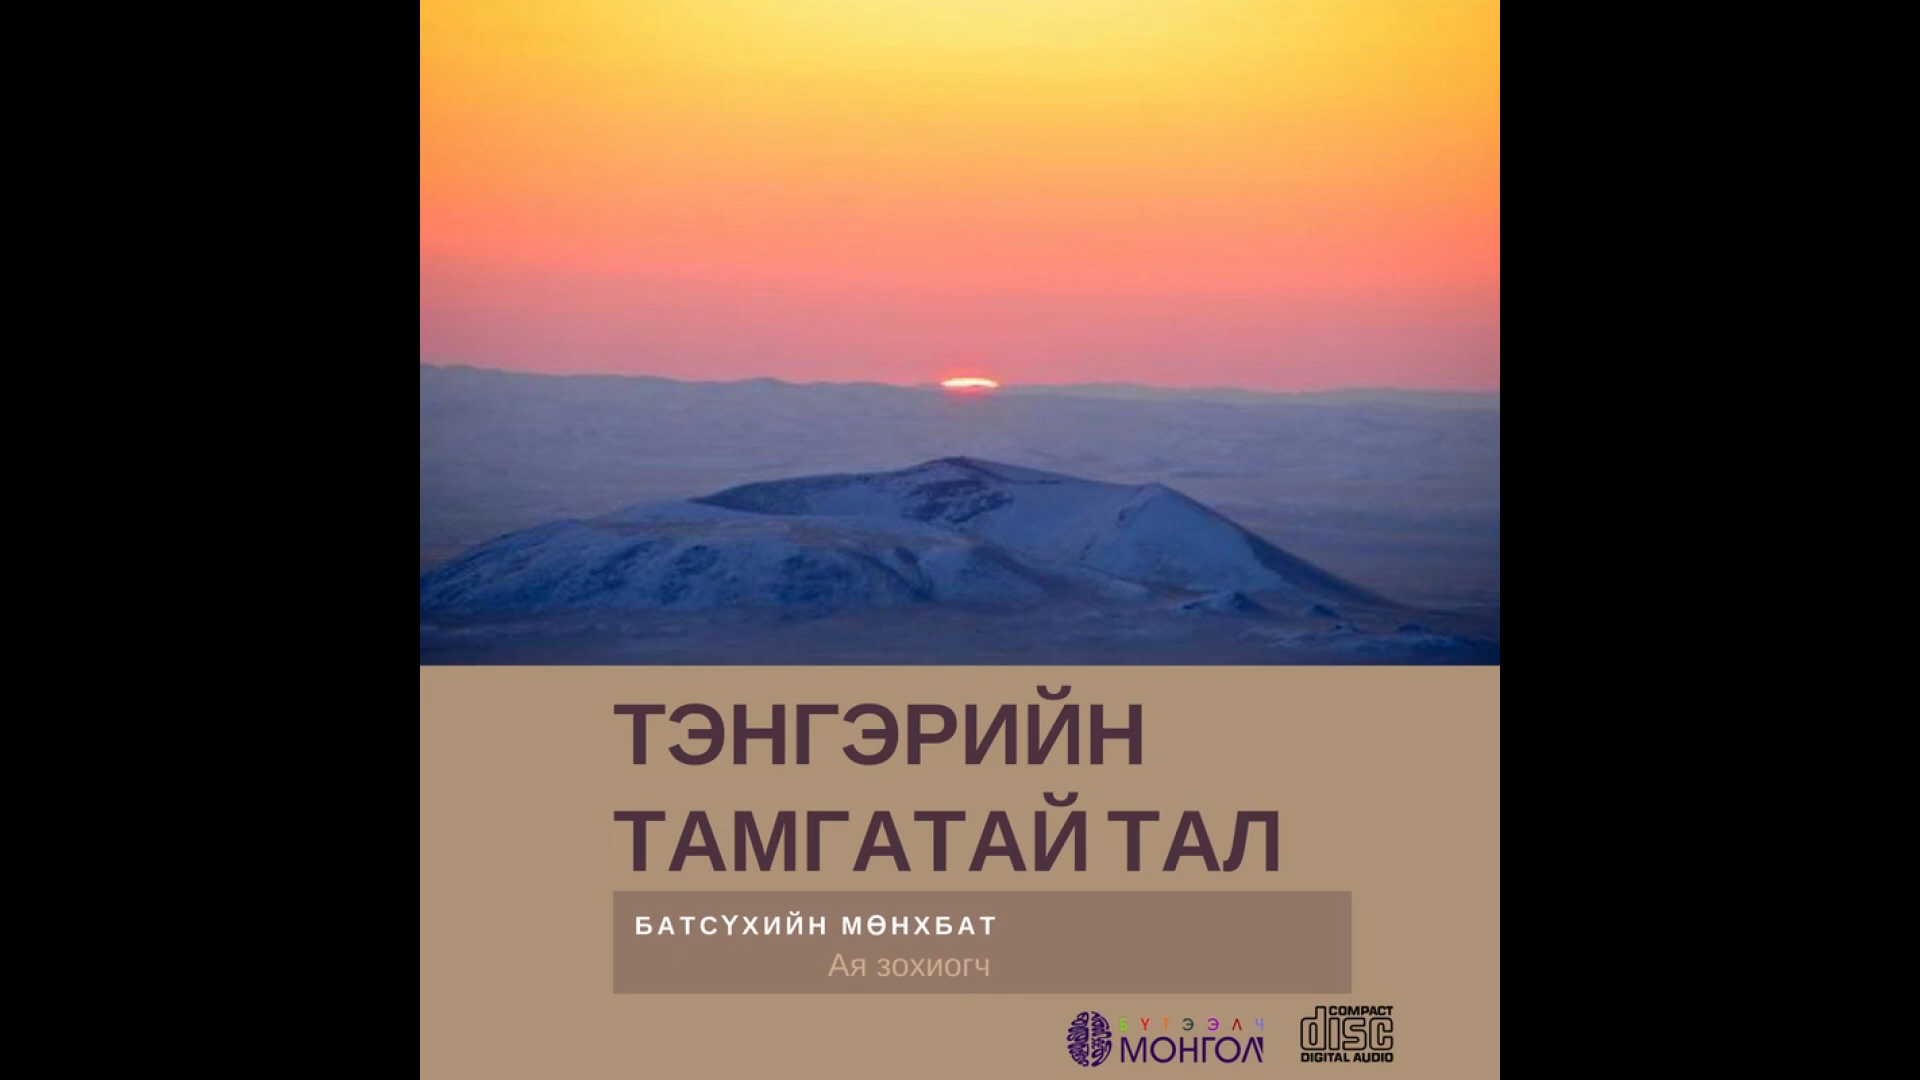 ТЭНГЭРИЙН
ТАМГАТАЙ ТАЛ
БАТСҮХИЙН МӨНХБАТ
Ая зохиогч
БҮТЭЭЛЧ
МОНГОЛ
COMPACT
disc
DIGITAL AUDIO